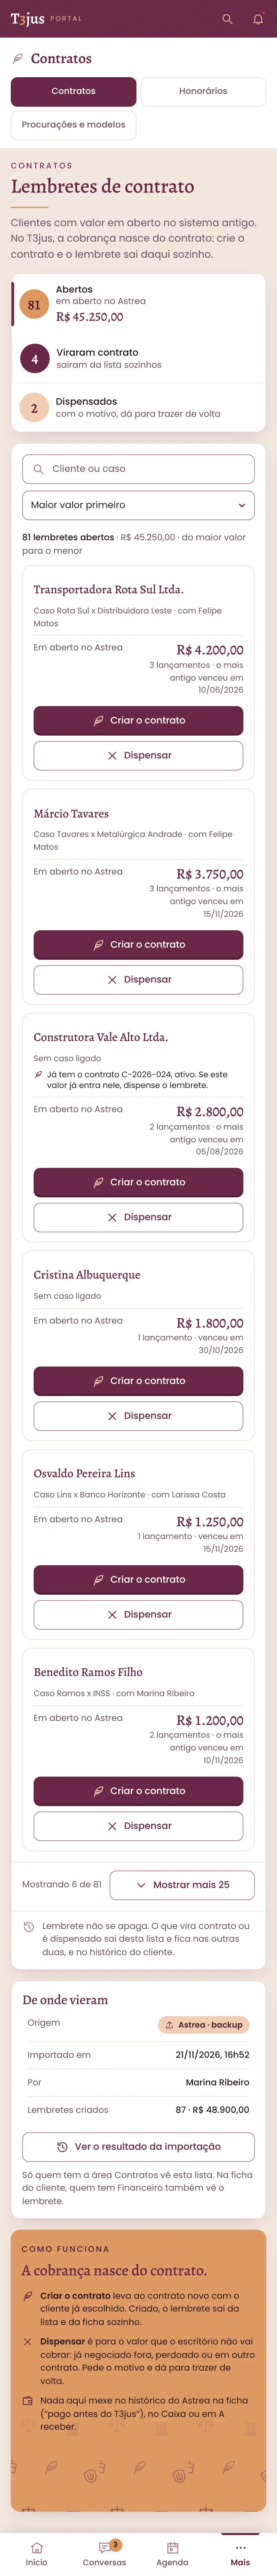 T3jus PORTAL
Contratos
Contratos
Honorários
Procurações e modelos
CONTRATOS
Lembretes de contrato
Clientes com valor em aberto no sistema antigo.
No T3jus, a cobrança nasce do contrato: crie o
contrato e o lembrete sai daqui sozinho.
81
Abertos
em aberto no Astrea
R$ 45.250,00
4
Viraram contrato
saíram da lista sozinhos
2
Dispensados
com o motivo, dá para trazer de volta
Cliente ou caso
Maior valor primeiro
81 lembretes abertos · R$ 45.250,00 · do maior valor
para o menor
Transportadora Rota Sul Ltda.
Caso Rota Sul x Distribuidora Leste · com Felipe
Matos
Em aberto no Astrea
R$ 4.200,00
3 lançamentos · o mais
antigo venceu em
10/06/2026
Criar o contrato
Dispensar
Márcio Tavares
Caso Tavares x Metalúrgica Andrade · com Felipe
Matos
Em aberto no Astrea
R$ 3.750,00
3 lançamentos · o mais
antigo venceu em
15/11/2026
Criar o contrato
Dispensar
Construtora Vale Alto Ltda.
Sem caso ligado
Já tem o contrato C-2026-024, ativo. Se este
valor já entra nele, dispense o lembrete.
Em aberto no Astrea
R$ 2.800,00
2 lançamentos · o mais
antigo venceu em
05/08/2026
Criar o contrato
Dispensar
Cristina Albuquerque
Sem caso ligado
Em aberto no Astrea
R$ 1.800,00
1 lançamento · venceu em
30/10/2026
Criar o contrato
Dispensar
Osvaldo Pereira Lins
Caso Lins x Banco Horizonte · com Larissa Costa
Em aberto no Astrea
R$ 1.250,00
1 lançamento · venceu em
15/11/2026
Criar o contrato
Dispensar
Benedito Ramos Filho
Caso Ramos x INSS · com Marina Ribeiro
Em aberto no Astrea
R$ 1.200,00
2 lançamentos · o mais
antigo venceu em
10/11/2026
Criar o contrato
Dispensar
Mostrando 6 de 81
Mostrar mais 25
Lembrete não se apaga. O que vira contrato ou
é dispensado sai desta lista e fica nas outras
duas, e no histórico do cliente.
De onde vieram
Origem
Astrea · backup
Importado em
21/11/2026, 16h52
Por
Marina Ribeiro
Lembretes criados
87 · R$ 48.900,00
Ver o resultado da importação
Só quem tem a área Contratos vê esta lista. Na ficha
do cliente, quem tem Financeiro também vê o
lembrete.
COMO FUNCIONA
A cobrança nasce do contrato.
Criar o contrato leva ao contrato novo com o
cliente já escolhido. Criado, o lembrete sai da
lista e da ficha sozinho.
Dispensar é para o valor que o escritório não vai
cobrar: já negociado fora, perdoado ou em outro
contrato. Pede o motivo e dá para trazer de
volta.
Nada aqui mexe no histórico do Astrea na ficha
(“pago antes do T3jus”), no Caixa ou em A
receber.
Início
3
Conversas
Agenda
Mais